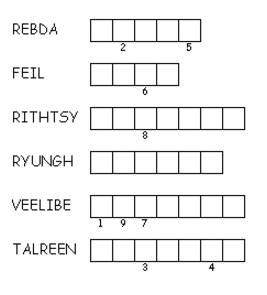 REBDA
2 5
FEIL
6
RITHTSY
8
RYUNGH
VEELIBE
1 9 7
TALREEN
3 4